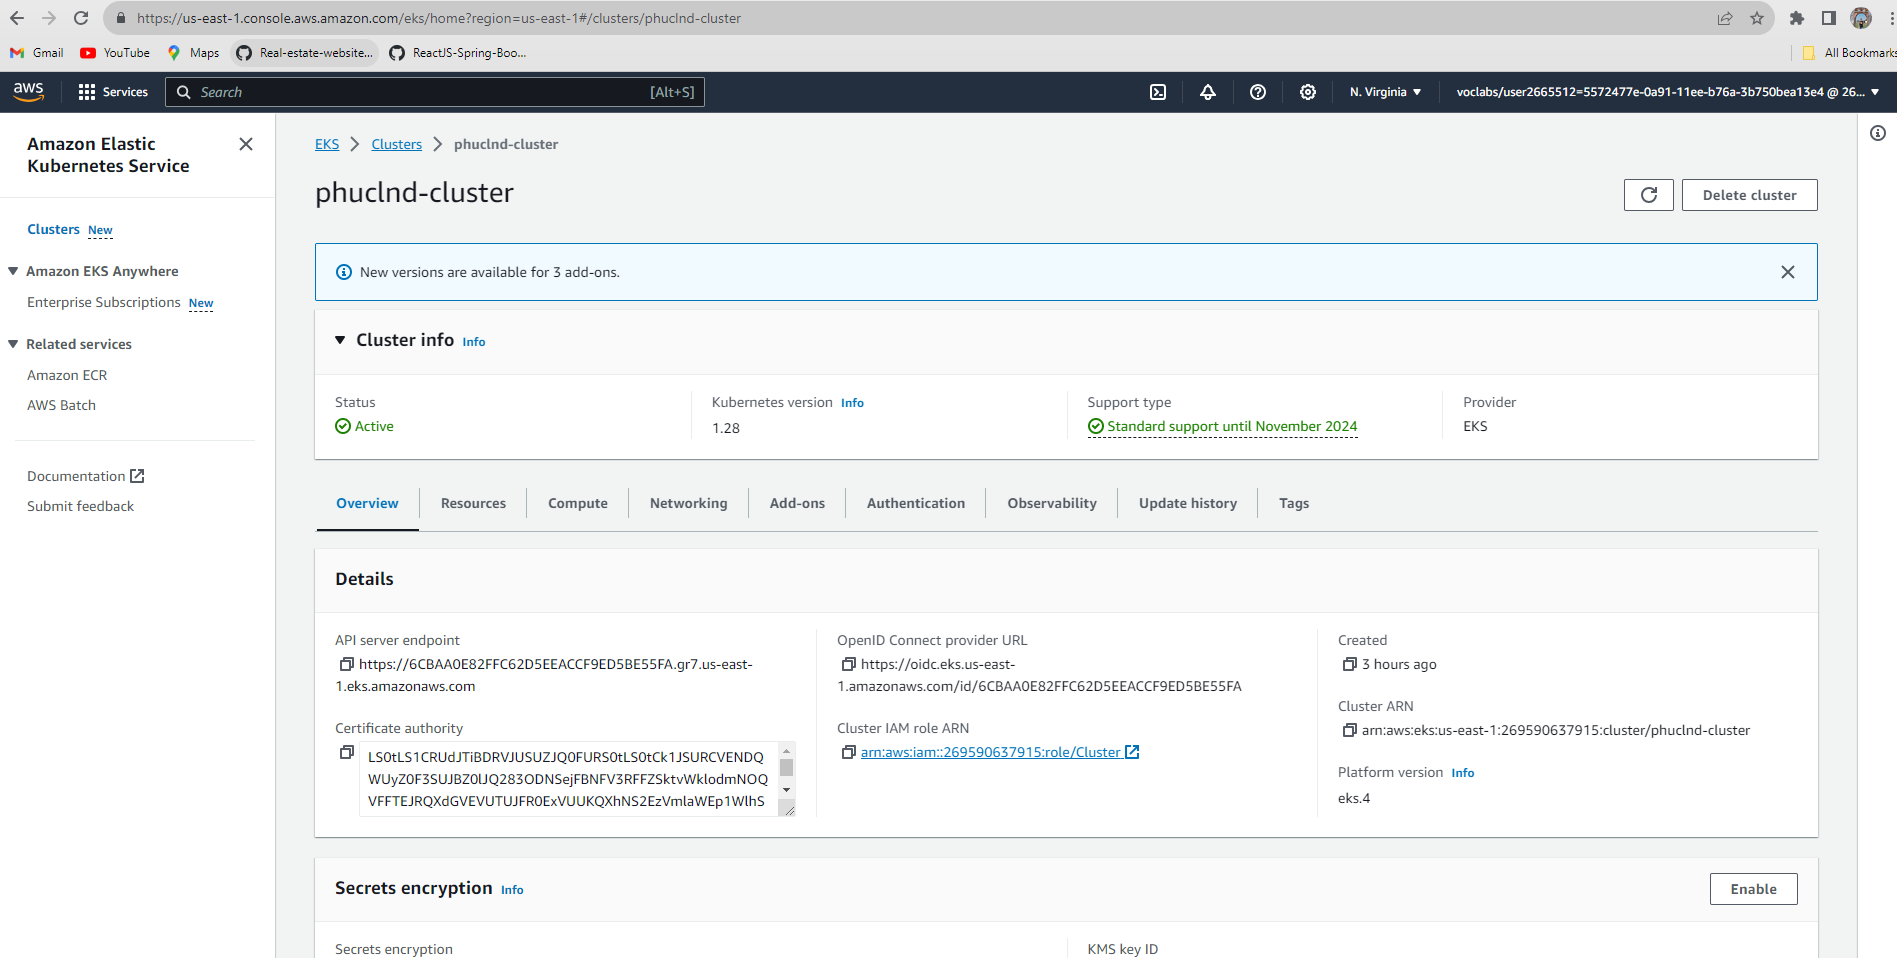 https://us-east-1.console.aws.amazon.com/eks/home?region=us-east-1#/clusters/phuclnd-cluster
Gmail YouTube Maps Real-estate-website... ReactJS-Spring-Boo... All Bookmarks
aws Services Search [Alt+S] N. Virginia voclabs/user2665512=5572477e-0a91-11ee-b76a-3b750bea13e4 @ 26...
Amazon Elastic
Kubernetes Service
Clusters New
Amazon EKS Anywhere
Enterprise Subscriptions New
Related services
Amazon ECR
AWS Batch
Documentation
Submit feedback
EKS Clusters phuclnd-cluster
phuclnd-cluster
Delete cluster
New versions are available for 3 add-ons.
Cluster info Info
Status
Active
Kubernetes version Info
1.28
Support type
Standard support until November 2024
Provider
EKS
Overview Resources Compute Networking Add-ons Authentication Observability Update history Tags
Details
API server endpoint
https://6CBAA0E82FFC62D5EEACCF9ED5BE55FA.gr7.us-east-
1.eks.amazonaws.com
Certificate authority
LS0tLS1CRUdJTiBDRVJUSUZJQ0FURS0tLS0tCk1JSURCVENDQ
WUyZ0F3SUJBZ0lJQ283ODNSejFBNFV3RFFZSktvWklodmNOQ
VFFTEJRQXdGVEVUTUJFR0ExVUUKQXhNS2EzVmlaWEp1WlhS
OpenID Connect provider URL
https://oidc.eks.us-east-
1.amazonaws.com/id/6CBAA0E82FFC62D5EEACCF9ED5BE55FA
Cluster IAM role ARN
arn:aws:iam::269590637915:role/Cluster
Created
3 hours ago
Cluster ARN
arn:aws:eks:us-east-1:269590637915:cluster/phuclnd-cluster
Platform version Info
eks.4
Secrets encryption Info
Enable
Secrets encryption
KMS key ID